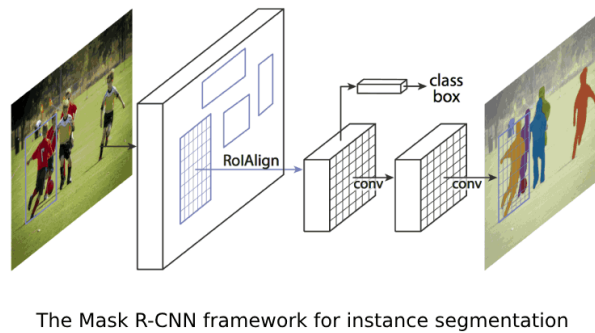 class
box
RoIAlign
conv
conv
The Mask R-CNN framework for instance segmentation